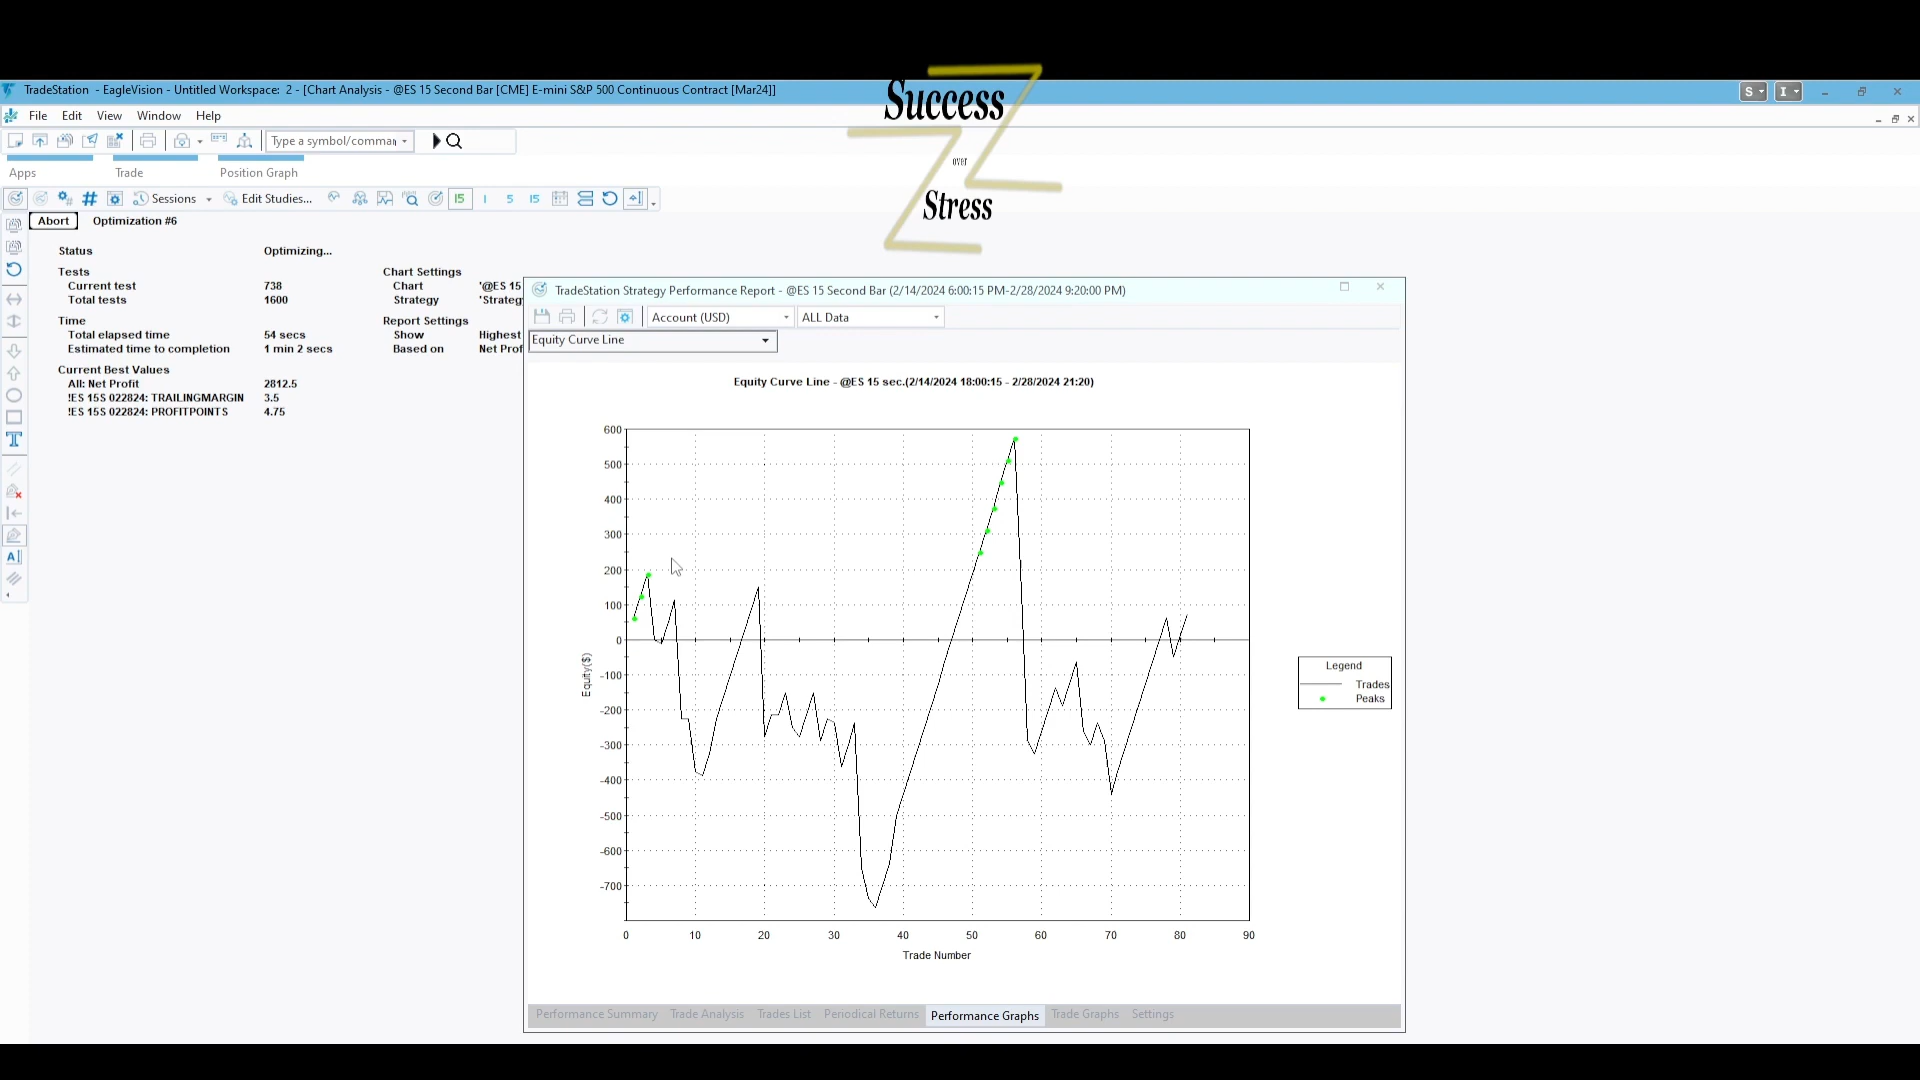 Success
over
Stress
TradeStation - EagleVision - Untitled Workspace: 2 - [Chart Analysis - @ES 15 Second Bar [CME] E-mini S&P 500 Continuous Contract [Mar24]]
S
I
File Edit View Window Help
Type a symbol/comman
Apps Trade Position Graph
Sessions Edit Studies... 15 1 5 15
Abort Optimization #6
Status Optimizing...
Tests
Current test 738
Total tests 1600
Time
Total elapsed time 54 secs
Estimated time to completion 1 min 2 secs
Current Best Values
All: Net Profit 2812.5
!ES 15S 022824: TRAILINGMARGIN 3.5
!ES 15S 022824: PROFITPOINTS 4.75
Chart Settings
Chart '@ES 15
Strategy 'Strateg
Report Settings
Show Highest
Based on Net Prof
TradeStation Strategy Performance Report - @ES 15 Second Bar (2/14/2024 6:00:15 PM-2/28/2024 9:20:00 PM)
Account (USD) ALL Data
Equity Curve Line
Equity Curve Line - @ES 15 sec.(2/14/2024 18:00:15 - 2/28/2024 21:20)
600
500
400
300
200
100
0
-100
-200
-300
-400
-500
-600
-700
Equity($)
0 10 20 30 40 50 60 70 80 90
Trade Number
Legend
Trades
Peaks
Performance Summary Trade Analysis Trades List Periodical Returns Performance Graphs Trade Graphs Settings